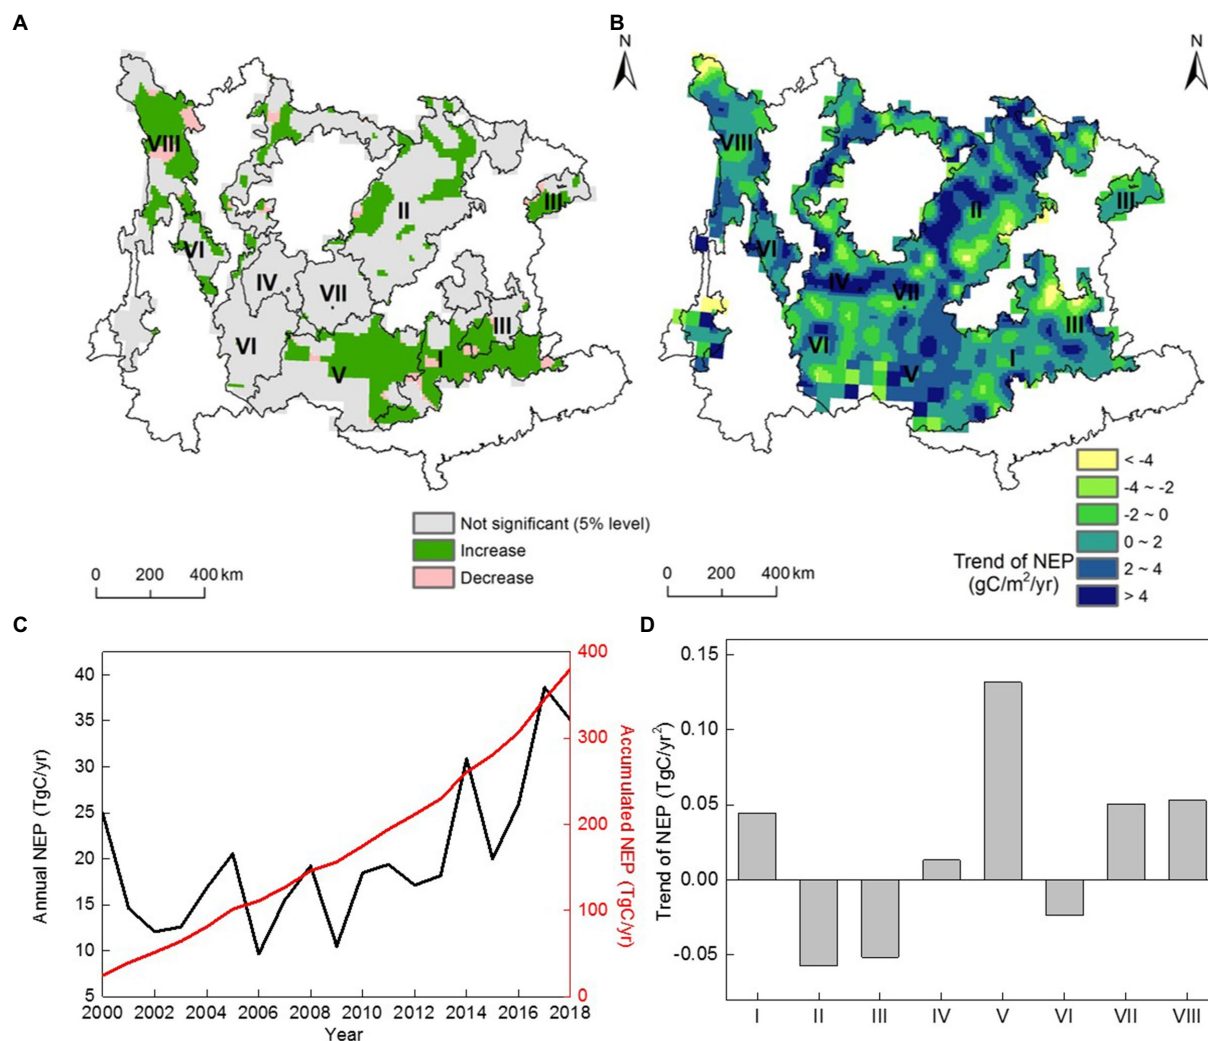 A
B
N
N
VIII
II
III
VI
IV
VII
VI
III
V
I
Not significant (5% level)
Increase
Decrease
0 200 400 km
VIII
II
III
VI
IV
VII
III
VI
I
V
Trend of NEP
(gC/m²/yr)
< -4
-4 ~ -2
-2 ~ 0
0 ~ 2
2 ~ 4
> 4
0 200 400 km
C
Annual NEP (TgC/yr)
40
35
30
25
20
15
10
5
400
300
200
100
0
Accumulated NEP (TgC/yr)
2000 2002 2004 2006 2008 2010 2012 2014 2016 2018
Year
D
Trend of NEP (TgC/yr²)
0.15
0.10
0.05
0.00
-0.05
I II III IV V VI VII VIII